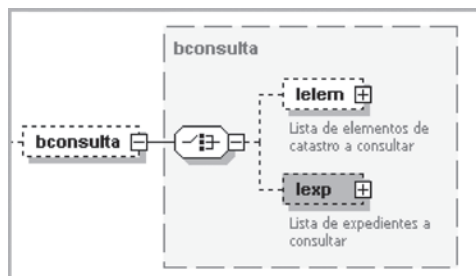 bconsulta
lelem
Lista de elementos de
catastro a consultar
bconsulta
lexp
Lista de expedientes a
consultar